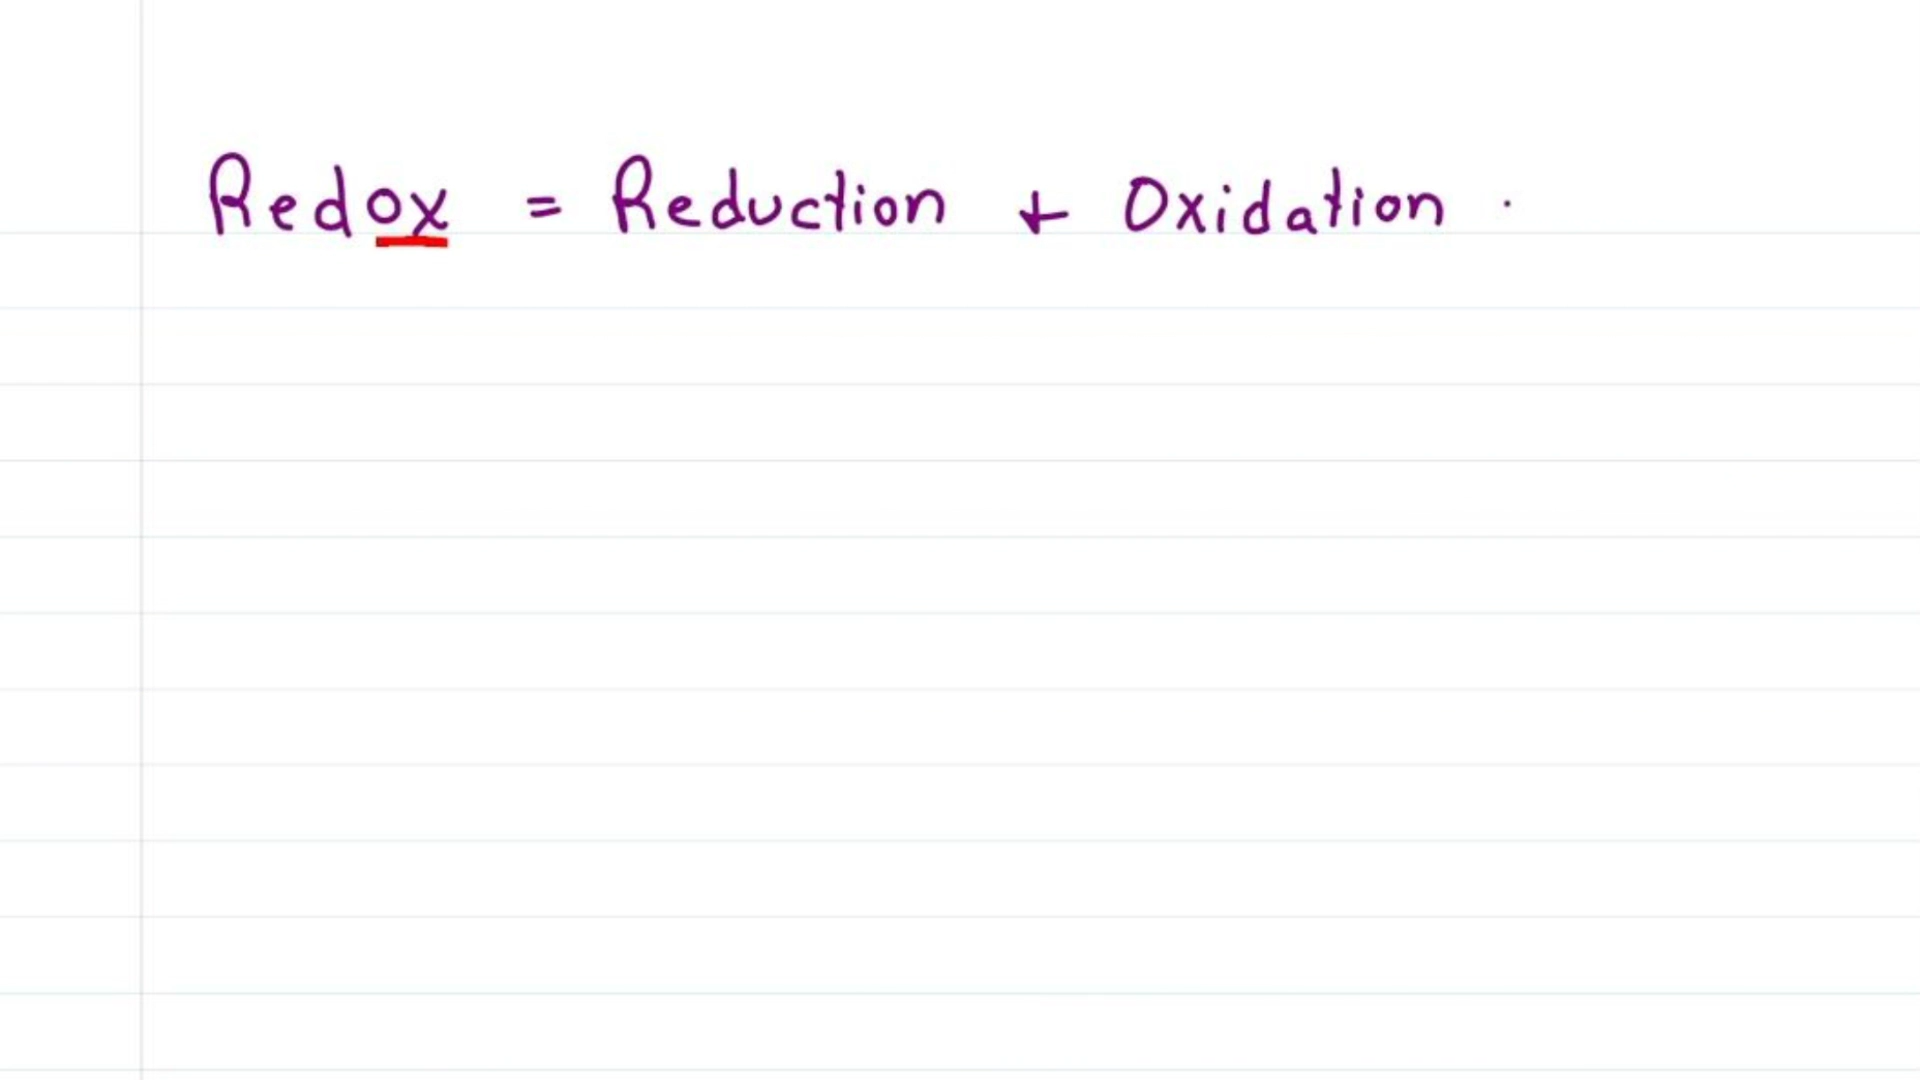 Redox = Reduction + Oxidation .